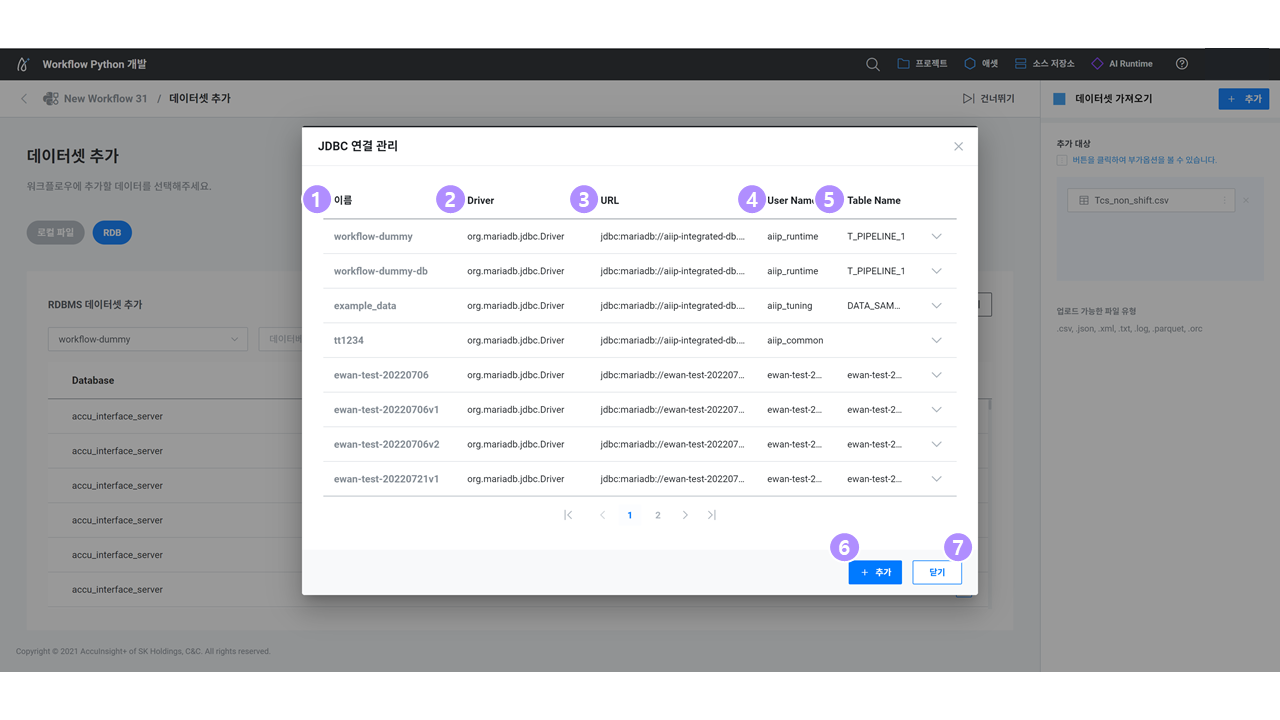 Workflow Python 개발
프로젝트
애셋
소스 저장소
AI Runtime
New Workflow 31 / 데이터셋 추가
건너뛰기
데이터셋 가져오기
+ 추가
데이터셋 추가
워크플로우에 추가할 데이터를 선택해주세요.
로컬 파일
RDB
RDBMS 데이터셋 추가
workflow-dummy
Database
accu_interface_server
accu_interface_server
accu_interface_server
accu_interface_server
accu_interface_server
accu_interface_server
JDBC 연결 관리
1 이름 2 Driver 3 URL 4 User Name 5 Table Name
workflow-dummy org.mariadb.jdbc.Driver jdbc:mariadb://aiip-integrated-db.... aiip_runtime T_PIPELINE_1
workflow-dummy-db org.mariadb.jdbc.Driver jdbc:mariadb://aiip-integrated-db.... aiip_runtime T_PIPELINE_1
example_data org.mariadb.jdbc.Driver jdbc:mariadb://aiip-integrated-db.... aiip_tuning DATA_SAM...
tt1234 org.mariadb.jdbc.Driver jdbc:mariadb://aiip-integrated-db.... aiip_common
ewan-test-20220706 org.mariadb.jdbc.Driver jdbc:mariadb://ewan-test-202207... ewan-test-2... ewan-test-2...
ewan-test-20220706v1 org.mariadb.jdbc.Driver jdbc:mariadb://ewan-test-202207... ewan-test-2... ewan-test-2...
ewan-test-20220706v2 org.mariadb.jdbc.Driver jdbc:mariadb://ewan-test-202207... ewan-test-2... ewan-test-2...
ewan-test-20220721v1 org.mariadb.jdbc.Driver jdbc:mariadb://ewan-test-202207... ewan-test-2... ewan-test-2...
1 2
6 7
+ 추가
닫기
추가 대상
버튼을 클릭하여 부가옵션을 볼 수 있습니다.
Tcs_non_shift.csv
업로드 가능한 파일 유형
.csv, .json, .xml, .txt, .log, .parquet, .orc
Copyright © 2021 AccuInsight+ of SK Holdings, C&C. All rights reserved.